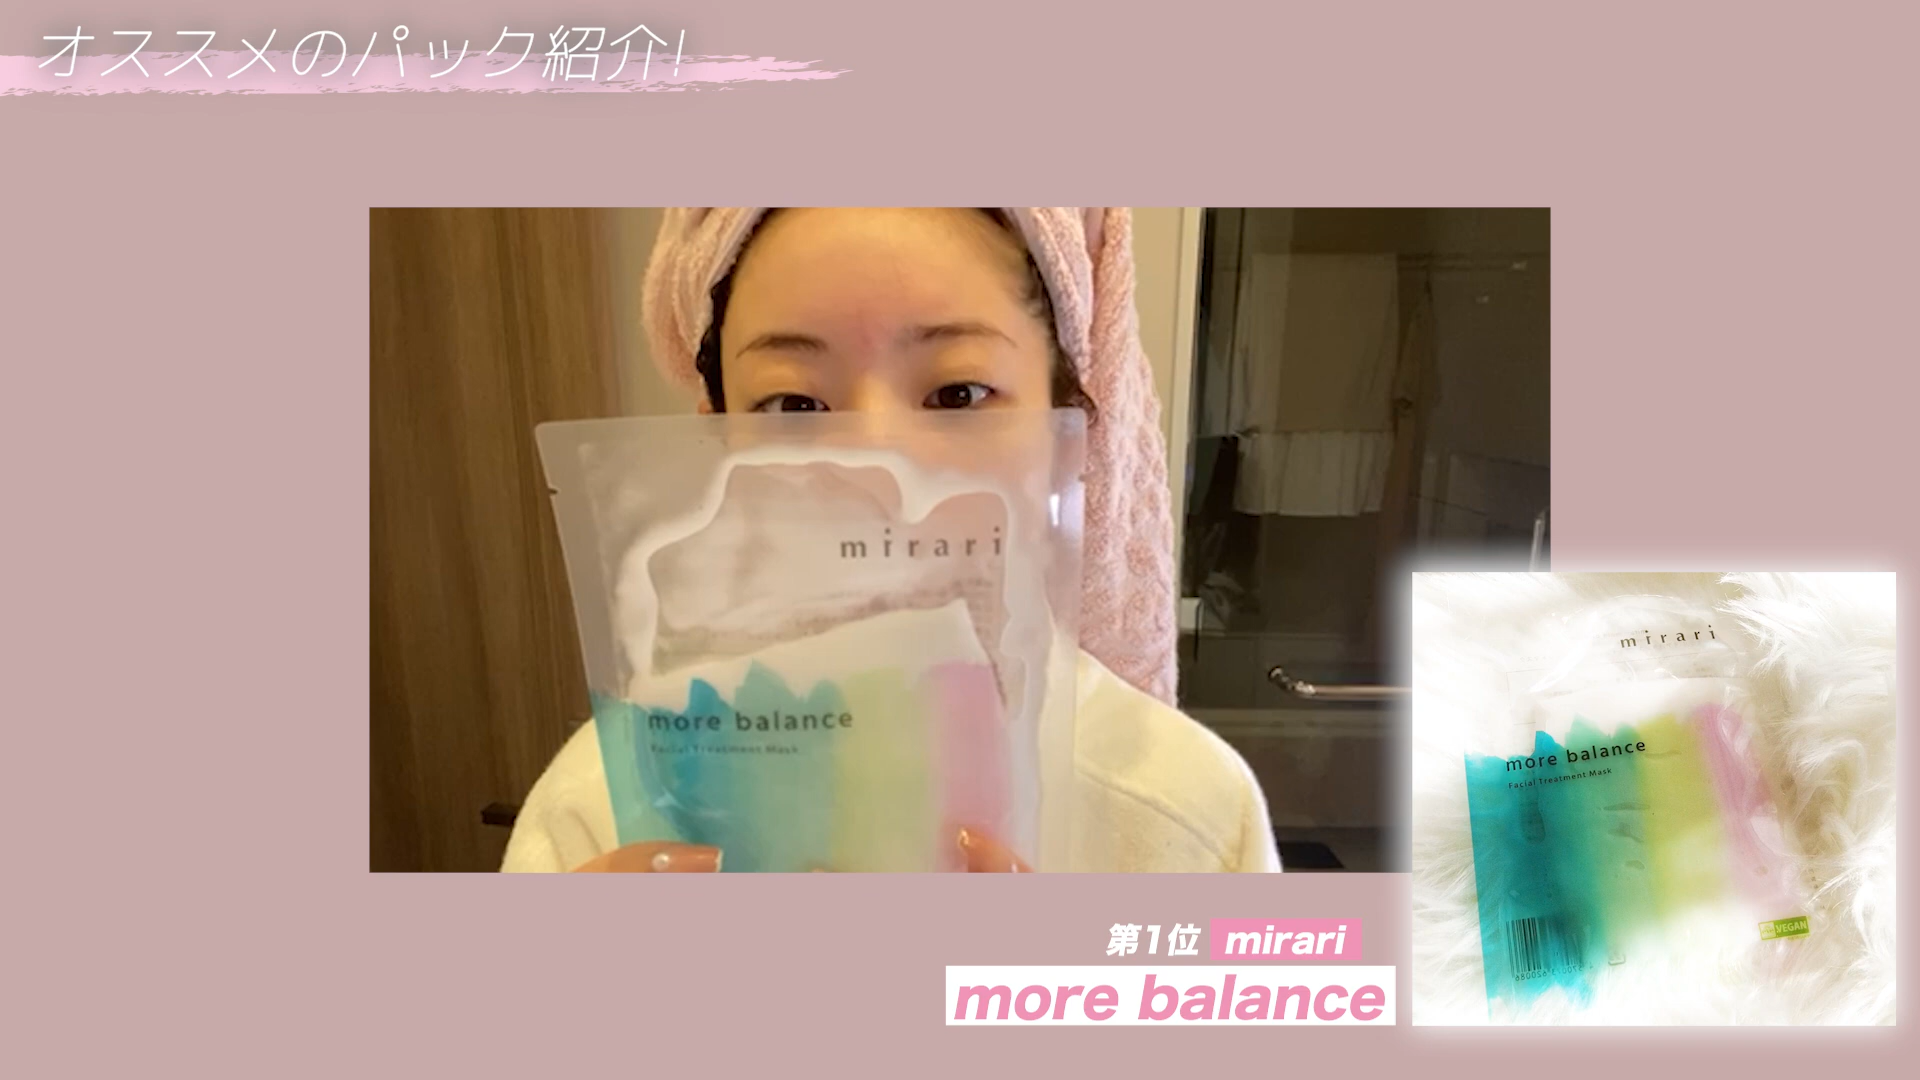 オススメのパック紹介!
mirari
more balance
Facial Treatment Mask
mirari
more balance
Facial Treatment Mask
VEGAN
第1位 mirari
more balance